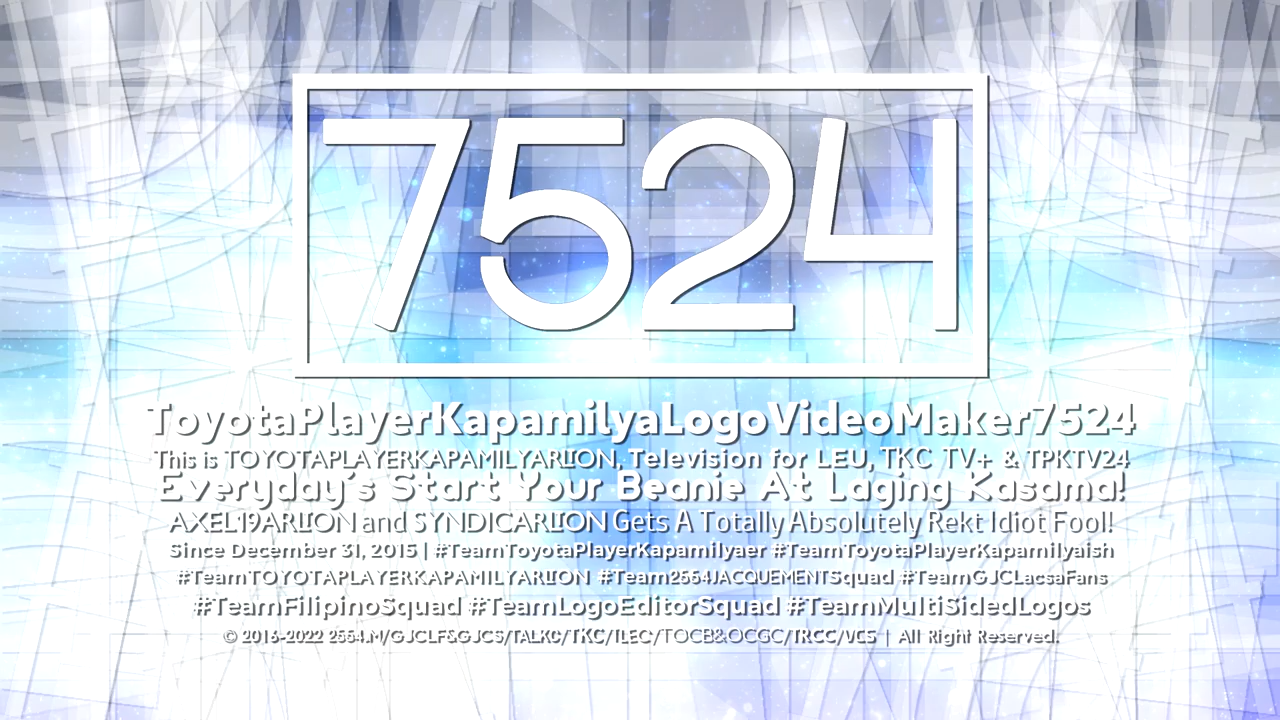 7524
ToyotaPlayerKapamilyaLogoVideoMaker7524
This is TOYOTAPLAYERKAPAMILYARLION, Television for LEU, TKC TV+ & TPKTV24
Everyday's Start Your Beanie At Laging Kasama!
AXEL19ARLION and SYNDICARLION Gets A Totally Absolutely Rekt Idiot Fool!
Since December 31, 2015 | #TeamToyotaPlayerKapamilyaer #TeamToyotaPlayerKapamilyaish
#TeamTOYOTAPLAYERKAPAMILYARLION #Team2554JACQUEMENTSquad #TeamGJCLacsaFans
#TeamFilipinoSquad #TeamLogoEditorSquad #TeamMultiSidedLogos
© 2016-2022 2554.M/GJCLF&GJCS/TALKC/TKC/ILEC/TOCB&OCGC/TRCC/VCS | All Right Reserved.